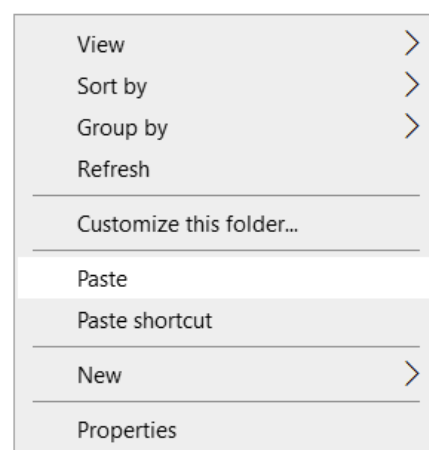 View
Sort by
Group by
Refresh
Customize this folder...
Paste
Paste shortcut
New
Properties